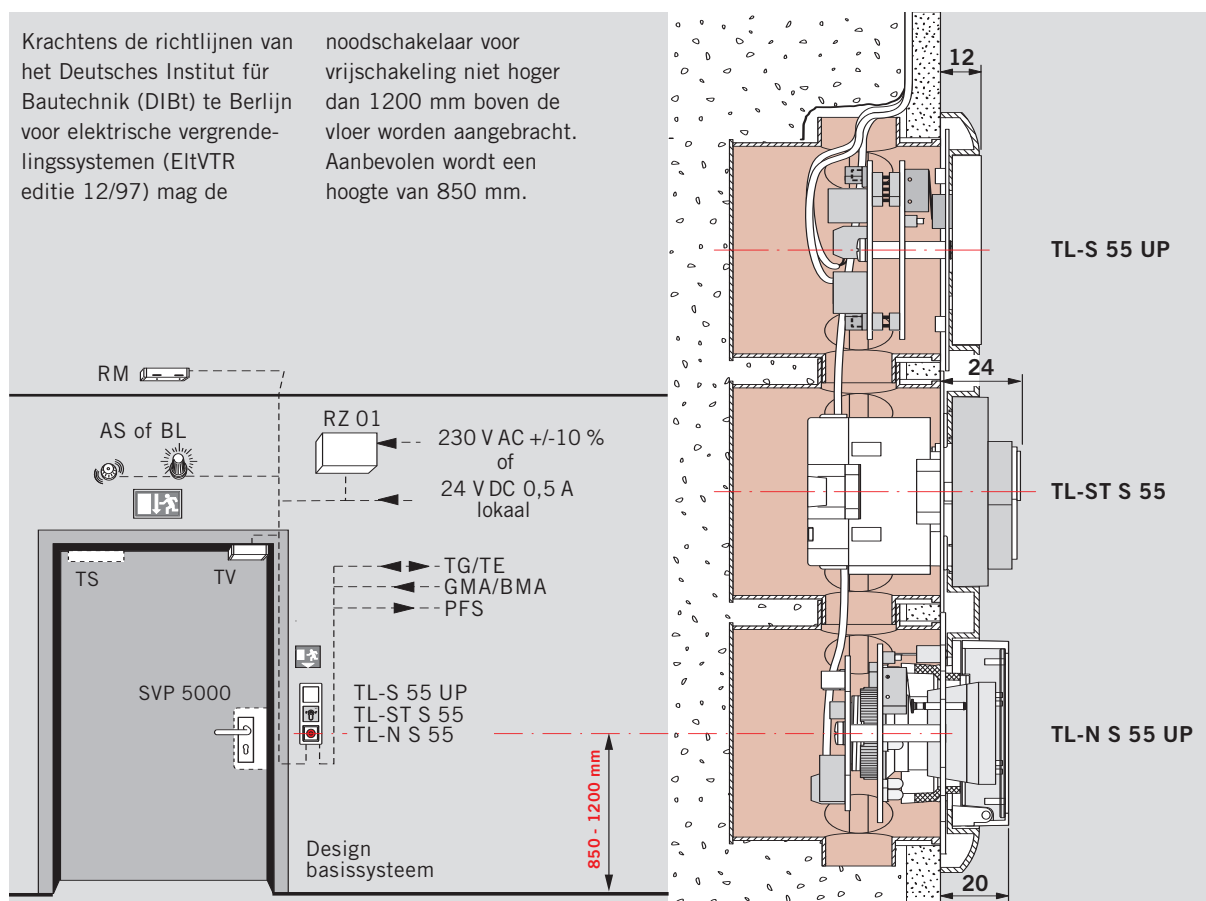 Krachtens de richtlijnen van
het Deutsches Institut für
Bautechnik (DIBt) te Berlijn
voor elektrische vergrende-
lingssystemen (EltVTR
editie 12/97) mag de
noodschakelaar voor
vrijschakeling niet hoger
dan 1200 mm boven de
vloer worden aangebracht.
Aanbevolen wordt een
hoogte van 850 mm.
RM
AS of BL
RZ 01
230 V AC +/-10 %
of
24 V DC 0,5 A
lokaal
TS
TV
TG/TE
GMA/BMA
PFS
SVP 5000
TL-S 55 UP
TL-ST S 55
TL-N S 55
850 - 1200 mm
Design
basissysteem
12
TL-S 55 UP
24
TL-ST S 55
TL-N S 55 UP
20